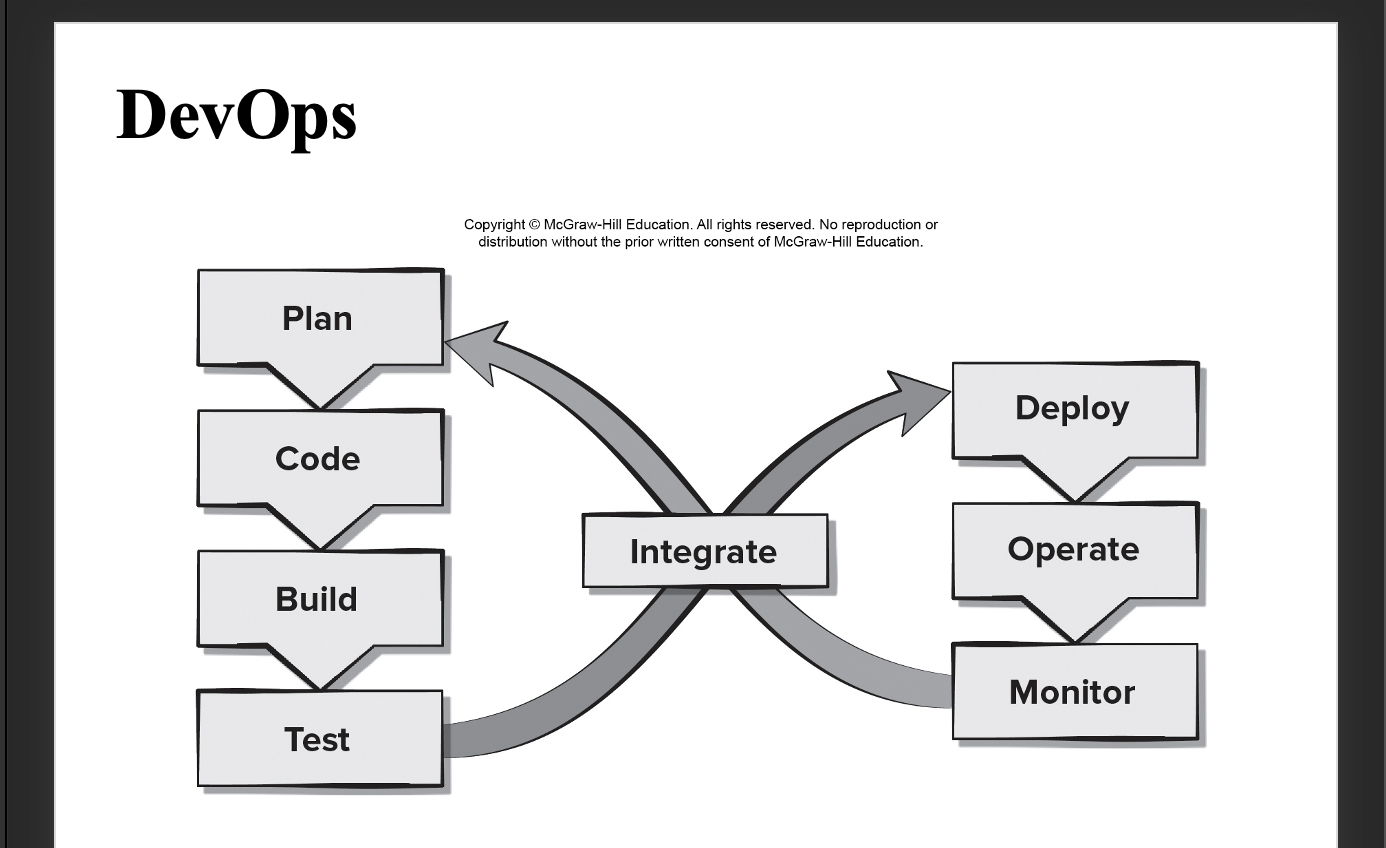 DevOps
Copyright © McGraw-Hill Education. All rights reserved. No reproduction or
distribution without the prior written consent of McGraw-Hill Education.
Plan
Code
Build
Test
Integrate
Deploy
Operate
Monitor